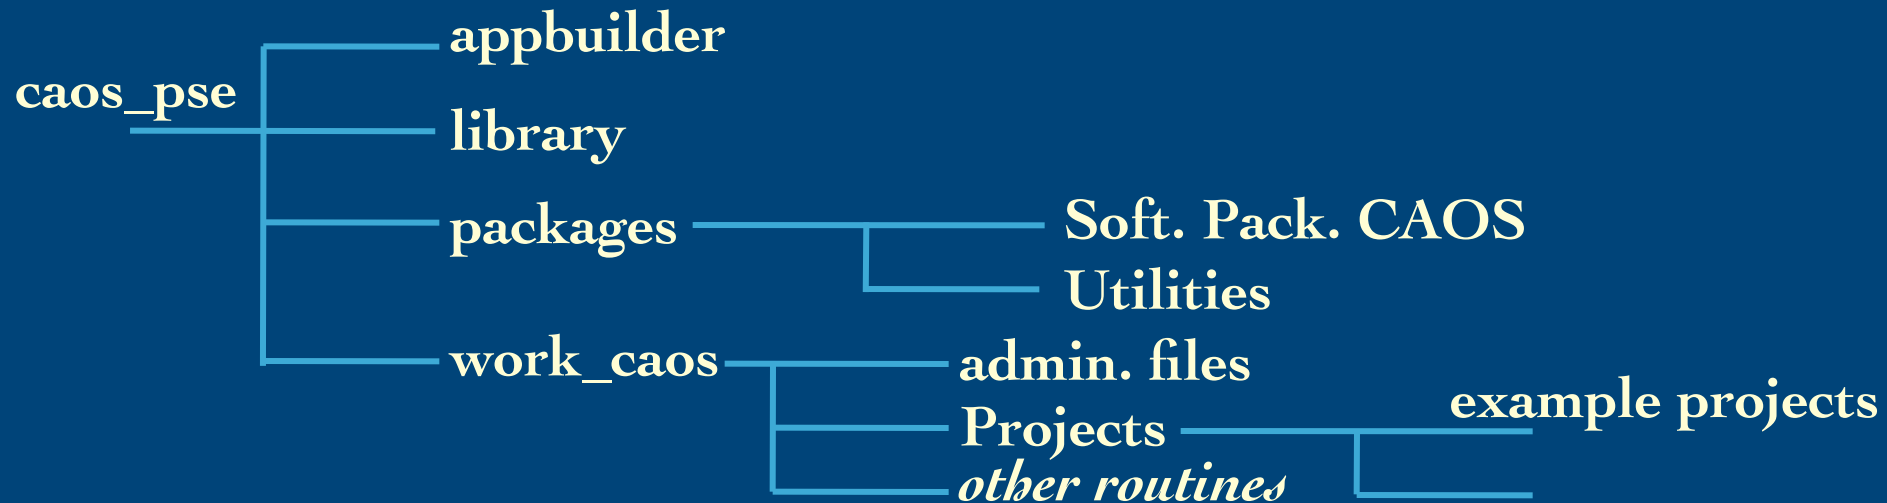 appbuilder
caos_pse
library
packages
Soft. Pack. CAOS
Utilities
work_caos
admin. files
example projects
Projects
other routines